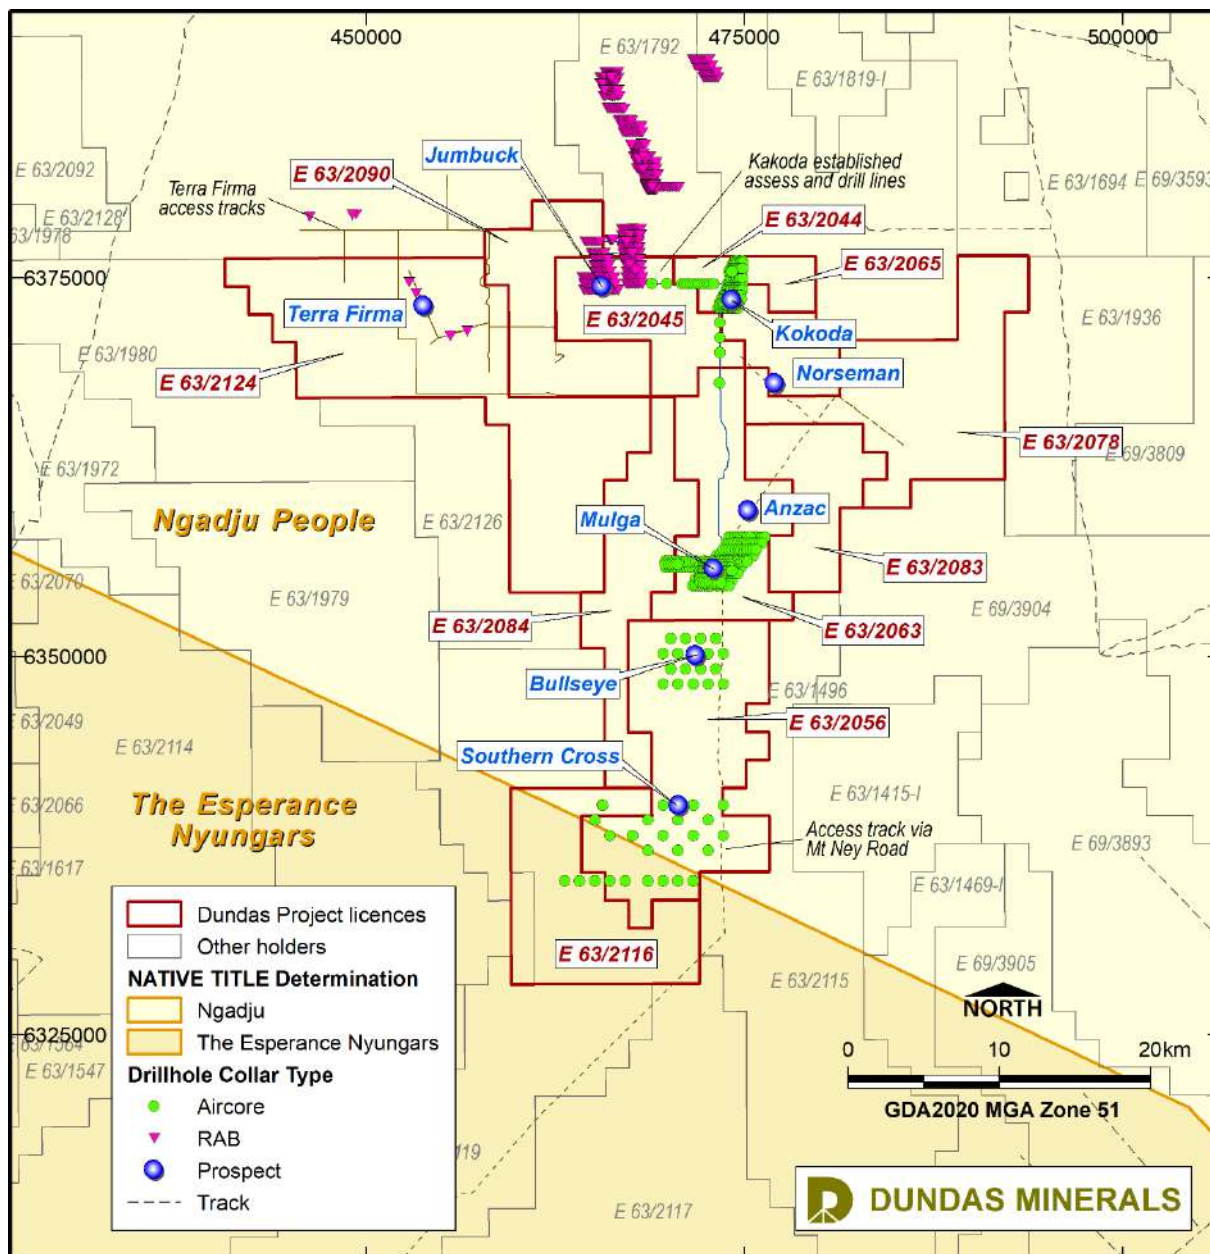 450000
475000
500000
E 63/1792
E 63/1819-I
E 63/2092
Jumbuck
Kakoda established
assess and drill lines
E 63/2090
Terra Firma
access tracks
E 63/1694
E 69/3593
E 63/2128
E 63/2044
63/1978
E 63/2065
6375000
Terra Firma
E 63/2045
Kokoda
E 63/1936
E 63/1980
Norseman
E 63/2124
E 63/2078
E 69/3809
E 63/1972
Ngadju People
E 63/2126
Mulga
Anzac
E 63/2083
E 63/2070
E 63/1979
E 69/3904
E 63/2084
E 63/2063
6350000
Bullseye
E 63/1496
E 63/2049
E 63/2056
E 63/2114
Southern Cross
The Esperance
Nyungars
E 63/2066
E 63/1415-I
Access track via
Mt Ney Road
E 69/3893
E 63/1617
E 63/1469-I
Dundas Project licences
Other holders
NATIVE TITLE Determination
Ngadju
The Esperance Nyungars
Drillhole Collar Type
Aircore
RAB
Prospect
Track
E 63/2116
E 69/3905
E 63/2115
NORTH
6325000
E 63/1564
E 63/1547
0 10 20km
GDA2020 MGA Zone 51
119
DUNDAS MINERALS
E 63/2117